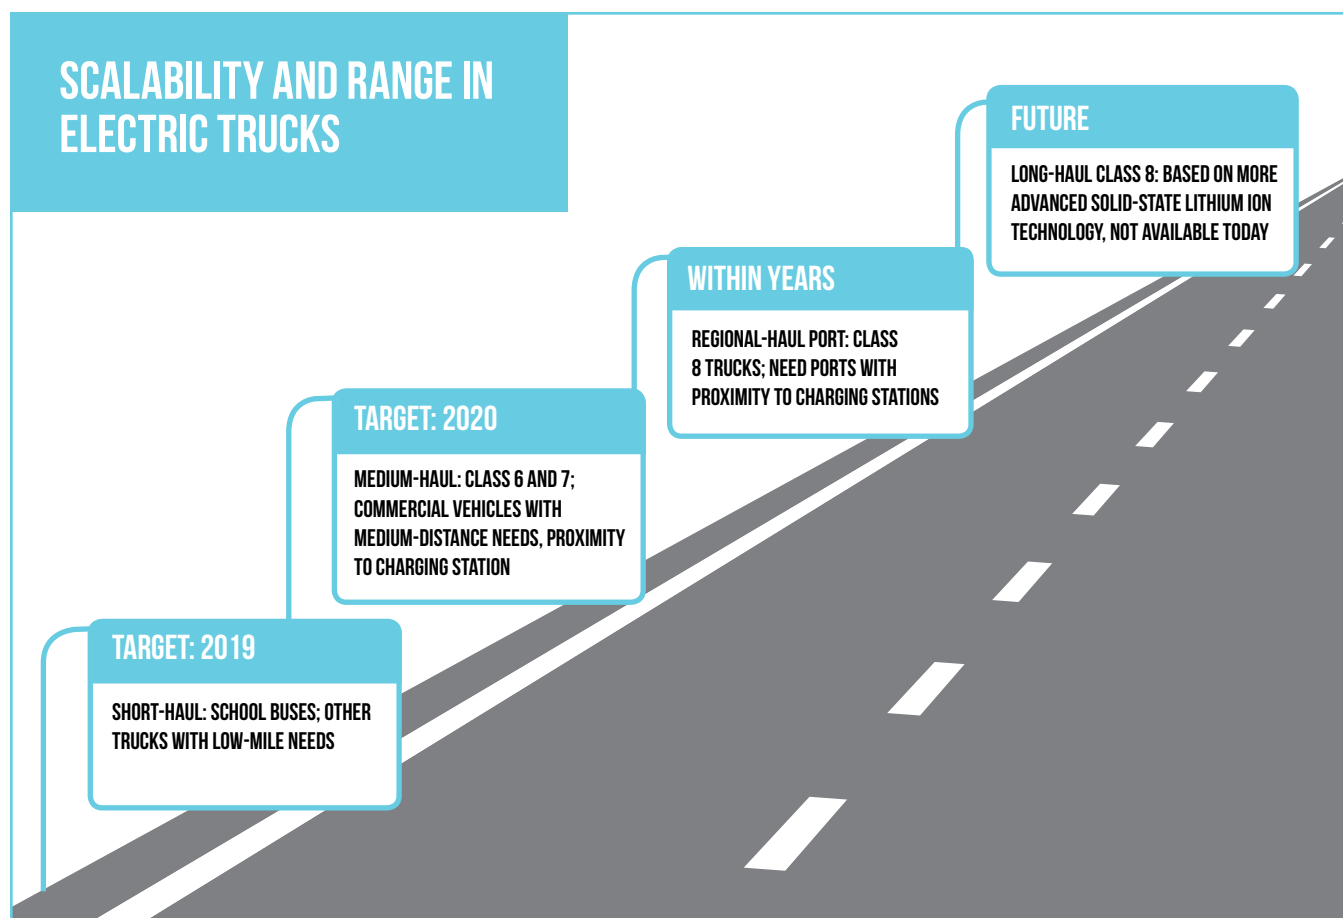 SCALABILITY AND RANGE IN
ELECTRIC TRUCKS
FUTURE
LONG-HAUL CLASS 8: BASED ON MORE
ADVANCED SOLID-STATE LITHIUM ION
TECHNOLOGY, NOT AVAILABLE TODAY
WITHIN YEARS
REGIONAL-HAUL PORT: CLASS
8 TRUCKS; NEED PORTS WITH
PROXIMITY TO CHARGING STATIONS
TARGET: 2020
MEDIUM-HAUL: CLASS 6 AND 7;
COMMERCIAL VEHICLES WITH
MEDIUM-DISTANCE NEEDS, PROXIMITY
TO CHARGING STATION
TARGET: 2019
SHORT-HAUL: SCHOOL BUSES; OTHER
TRUCKS WITH LOW-MILE NEEDS